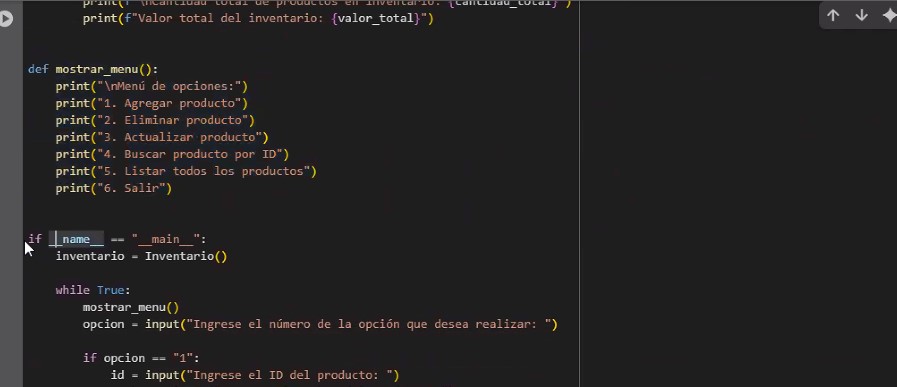 print(f"\nCantidad total de productos en inventario: {cantidad_total}")
print(f"Valor total del inventario: {valor_total}")
def mostrar_menu():
print("\nMenú de opciones:")
print("1. Agregar producto")
print("2. Eliminar producto")
print("3. Actualizar producto")
print("4. Buscar producto por ID")
print("5. Listar todos los productos")
print("6. Salir")
if __name__ == "__main__":
inventario = Inventario()
while True:
mostrar_menu()
opcion = input("Ingrese el número de la opción que desea realizar: ")
if opcion == "1":
id = input("Ingrese el ID del producto: ")